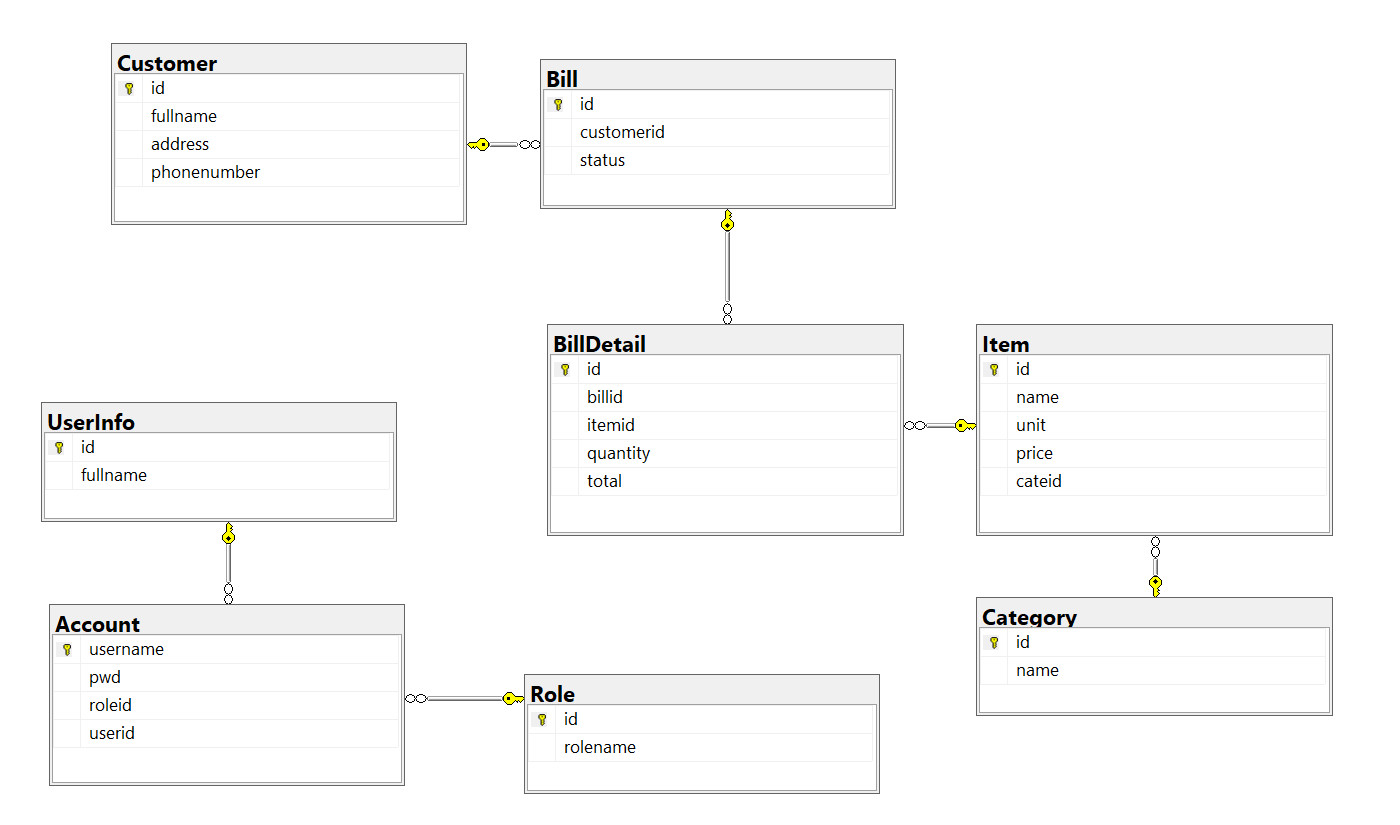 Customer
id
fullname
address
phonenumber
Bill
id
customerid
status
BillDetail
id
billid
itemid
quantity
total
Item
id
name
unit
price
cateid
UserInfo
id
fullname
Account
username
pwd
roleid
userid
Role
id
rolename
Category
id
name